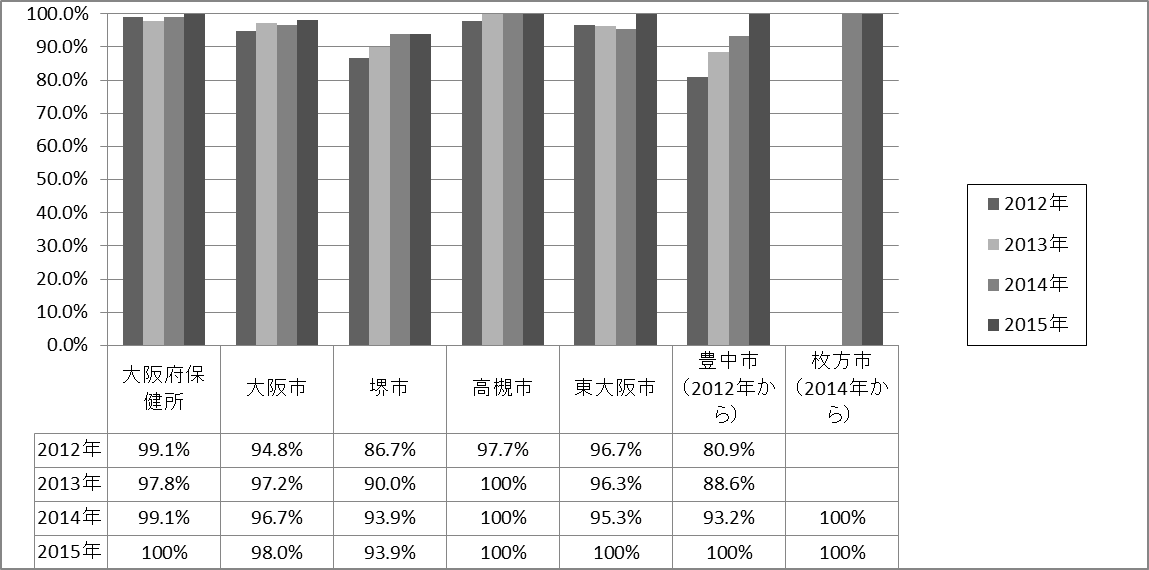 100.0%
90.0%
80.0%
70.0%
60.0%
50.0%
40.0%
30.0%
20.0%
10.0%
0.0%
大阪府保
健所
大阪市
堺市
高槻市
東大阪市
豊中市
（2012年か
ら）
枚方市
（2014年か
ら）
2012年 99.1% 94.8% 86.7% 97.7% 96.7% 80.9%
2013年 97.8% 97.2% 90.0% 100% 96.3% 88.6%
2014年 99.1% 96.7% 93.9% 100% 95.3% 93.2% 100%
2015年 100% 98.0% 93.9% 100% 100% 100% 100%
2012年
2013年
2014年
2015年